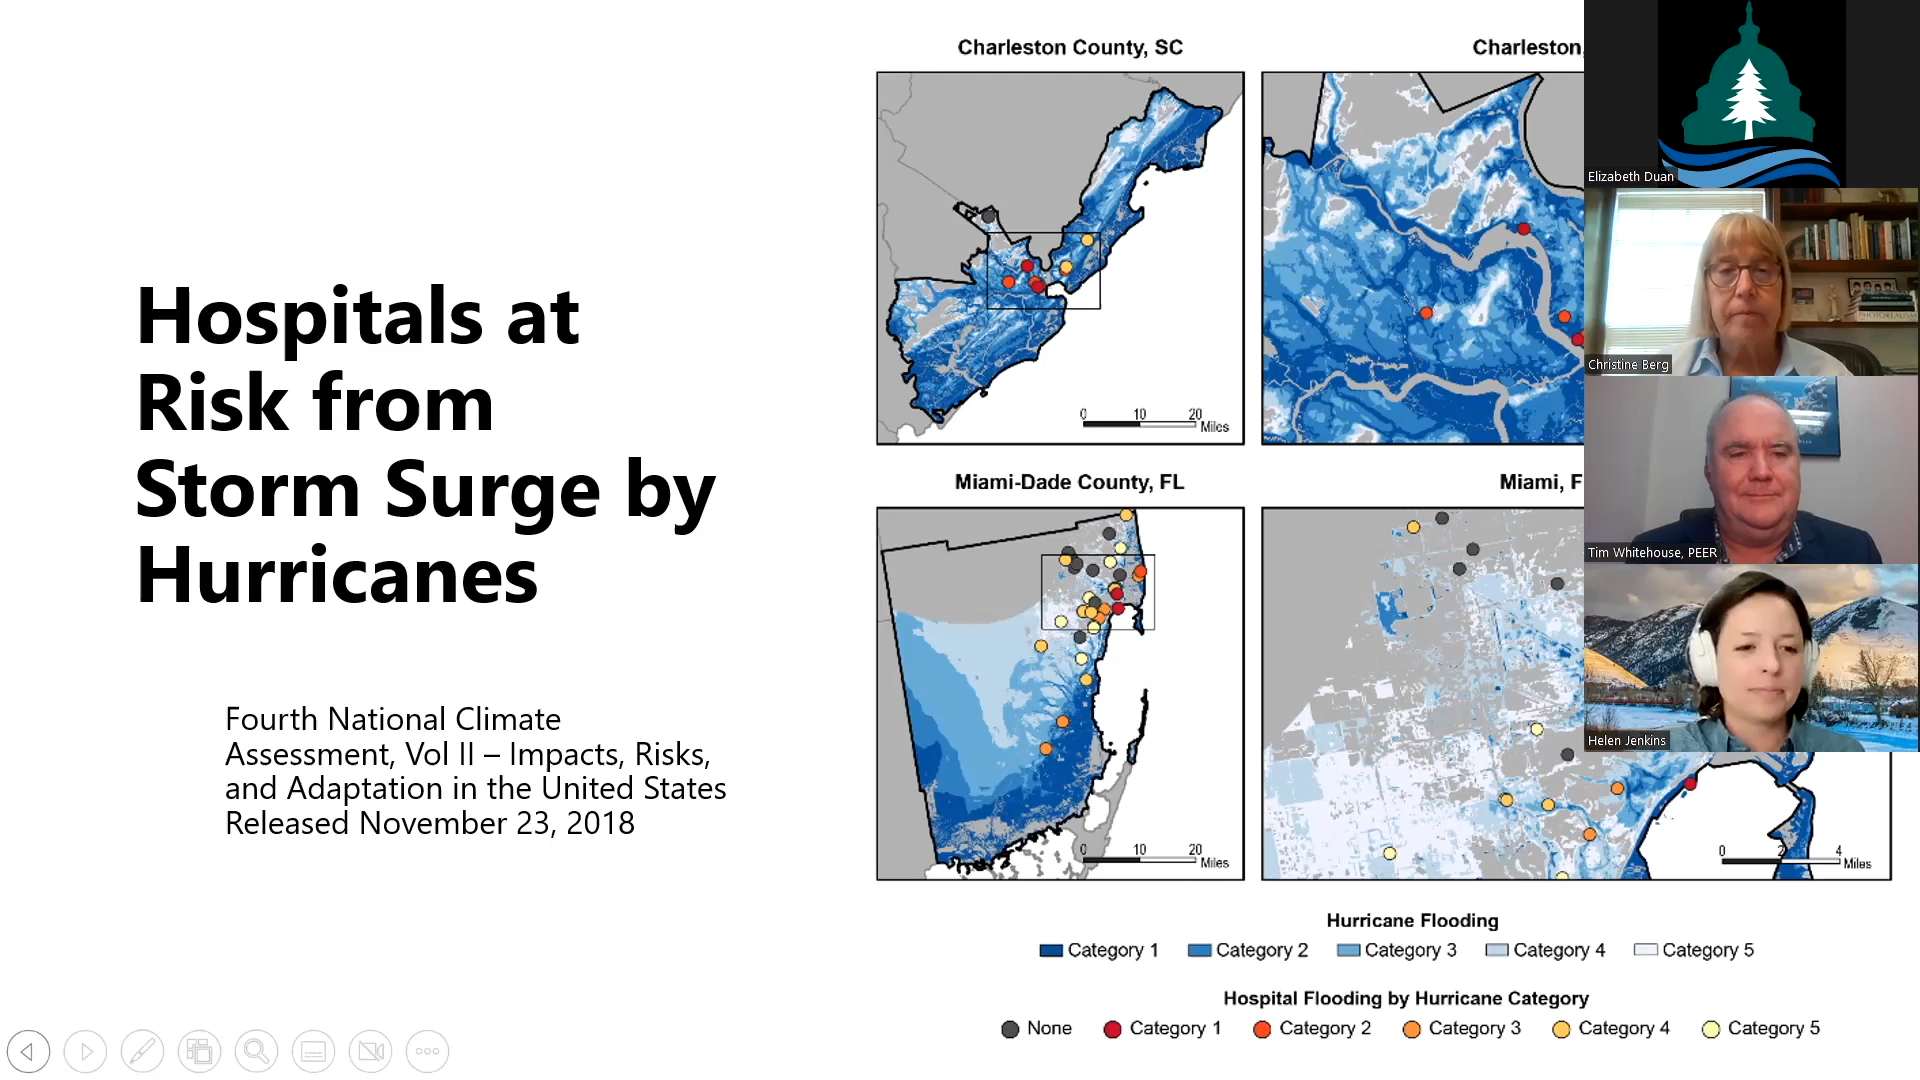 Hospitals at
Risk from
Storm Surge by
Hurricanes
Fourth National Climate
Assessment, Vol II – Impacts, Risks,
and Adaptation in the United States
Released November 23, 2018
Charleston County, SC
0 10 20
Miles
Charleston,
Miami-Dade County, FL
0 10 20
Miles
Miami, F
0 2 4
Miles
Hurricane Flooding
Category 1 Category 2 Category 3 Category 4 Category 5
Hospital Flooding by Hurricane Category
None Category 1 Category 2 Category 3 Category 4 Category 5
Elizabeth Duan
PHOTOREALISM
Christine Berg
Tim Whitehouse, PEER
Helen Jenkins